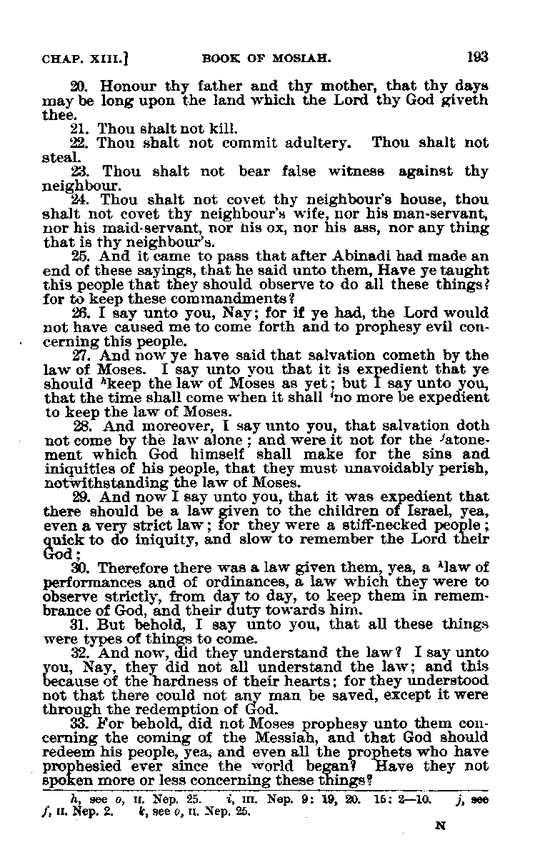 CHAP. XIII.] BOOK OF MOSIAH. 193
20. Honour thy father and thy mother, that thy days
may be long upon the land which the Lord thy God giveth
thee.
21. Thou shalt not kill.
22. Thou shalt not commit adultery. Thou shalt not
steal.
23. Thou shalt not bear false witness against thy
neighbour.
24. Thou shalt not covet thy neighbour's house, thou
shalt not covet thy neighbour's wife, nor his man-servant,
nor his maid-servant, nor his ox, nor his ass, nor any thing
that is thy neighbour's.
25. And it came to pass that after Abinadi had made an
end of these sayings, that he said unto them, Have ye taught
this people that they should observe to do all these things?
for to keep these commandments?
26. I say unto you, Nay; for if ye had, the Lord would
not have caused me to come forth and to prophesy evil con-
cerning this people.
27. And now ye have said that salvation cometh by the
law of Moses. I say unto you that it is expedient that ye
should ʰkeep the law of Moses as yet; but I say unto you,
that the time shall come when it shall ⁱno more be expedient
to keep the law of Moses.
28. And moreover, I say unto you, that salvation doth
not come by the law alone; and were it not for the ʲatone-
ment which God himself shall make for the sins and
iniquities of his people, that they must unavoidably perish,
notwithstanding the law of Moses.
29. And now I say unto you, that it was expedient that
there should be a law given to the children of Israel, yea,
even a very strict law; for they were a stiff-necked people;
quick to do iniquity, and slow to remember the Lord their
God;
30. Therefore there was a law given them, yea, a ᵏlaw of
performances and of ordinances, a law which they were to
observe strictly, from day to day, to keep them in remem-
brance of God, and their duty towards him.
31. But behold, I say unto you, that all these things
were types of things to come.
32. And now, did they understand the law? I say unto
you, Nay, they did not all understand the law; and this
because of the hardness of their hearts; for they understood
not that there could not any man be saved, except it were
through the redemption of God.
33. For behold, did not Moses prophesy unto them con-
cerning the coming of the Messiah, and that God should
redeem his people, yea, and even all the prophets who have
prophesied ever since the world began? Have they not
spoken more or less concerning these things?
h, see o, II. Nep. 25. i, III. Nep. 9: 19, 20. 15: 2—10. j, see
f, II. Nep. 2. k, see o, II. Nep. 25.
N